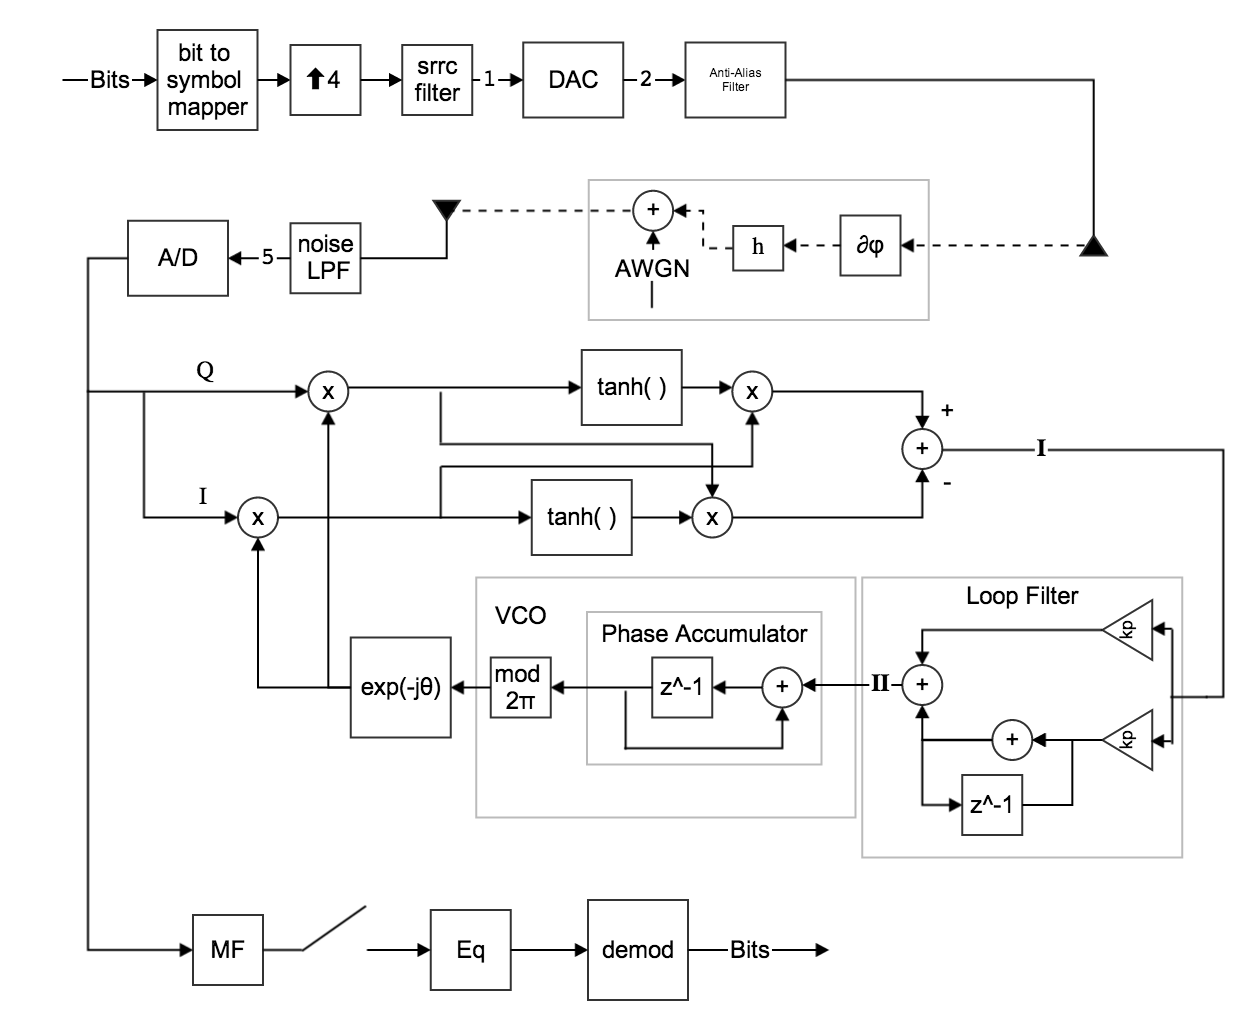 Bits
bit to
symbol
mapper
⬆4
srrc
filter
1
DAC
2
Anti-Alias
Filter
A/D
5
noise
LPF
+
AWGN
h
∂φ
Q
x
tanh( )
x
+
+
I
-
I
x
tanh( )
x
VCO
Phase Accumulator
Loop Filter
kp
exp(-jθ)
mod
2π
z^-1
+
II
+
+
kp
z^-1
MF
Eq
demod
Bits